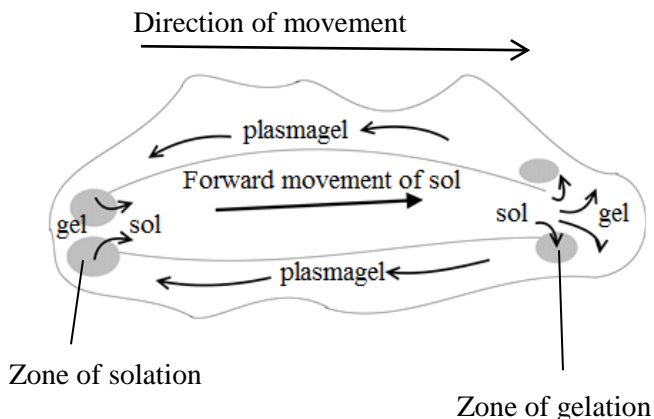 Direction of movement
plasmagel
Forward movement of sol
gel
sol
sol
gel
plasmagel
Zone of solation
Zone of gelation